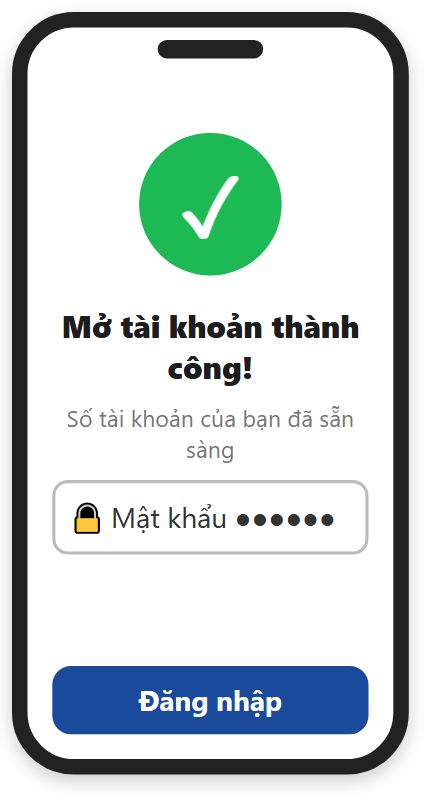 Mở tài khoản thành
công!
Số tài khoản của bạn đã sẵn
sàng
Mật khẩu ●●●●●●
Đăng nhập